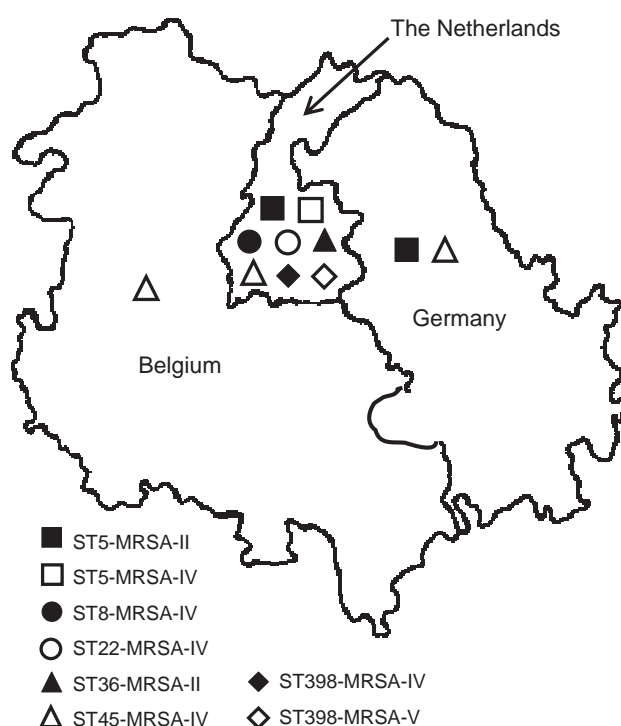 The Netherlands
Germany
Belgium
ST5-MRSA-II
ST5-MRSA-IV
ST8-MRSA-IV
ST22-MRSA-IV
ST36-MRSA-II
ST45-MRSA-IV
ST398-MRSA-IV
ST398-MRSA-V